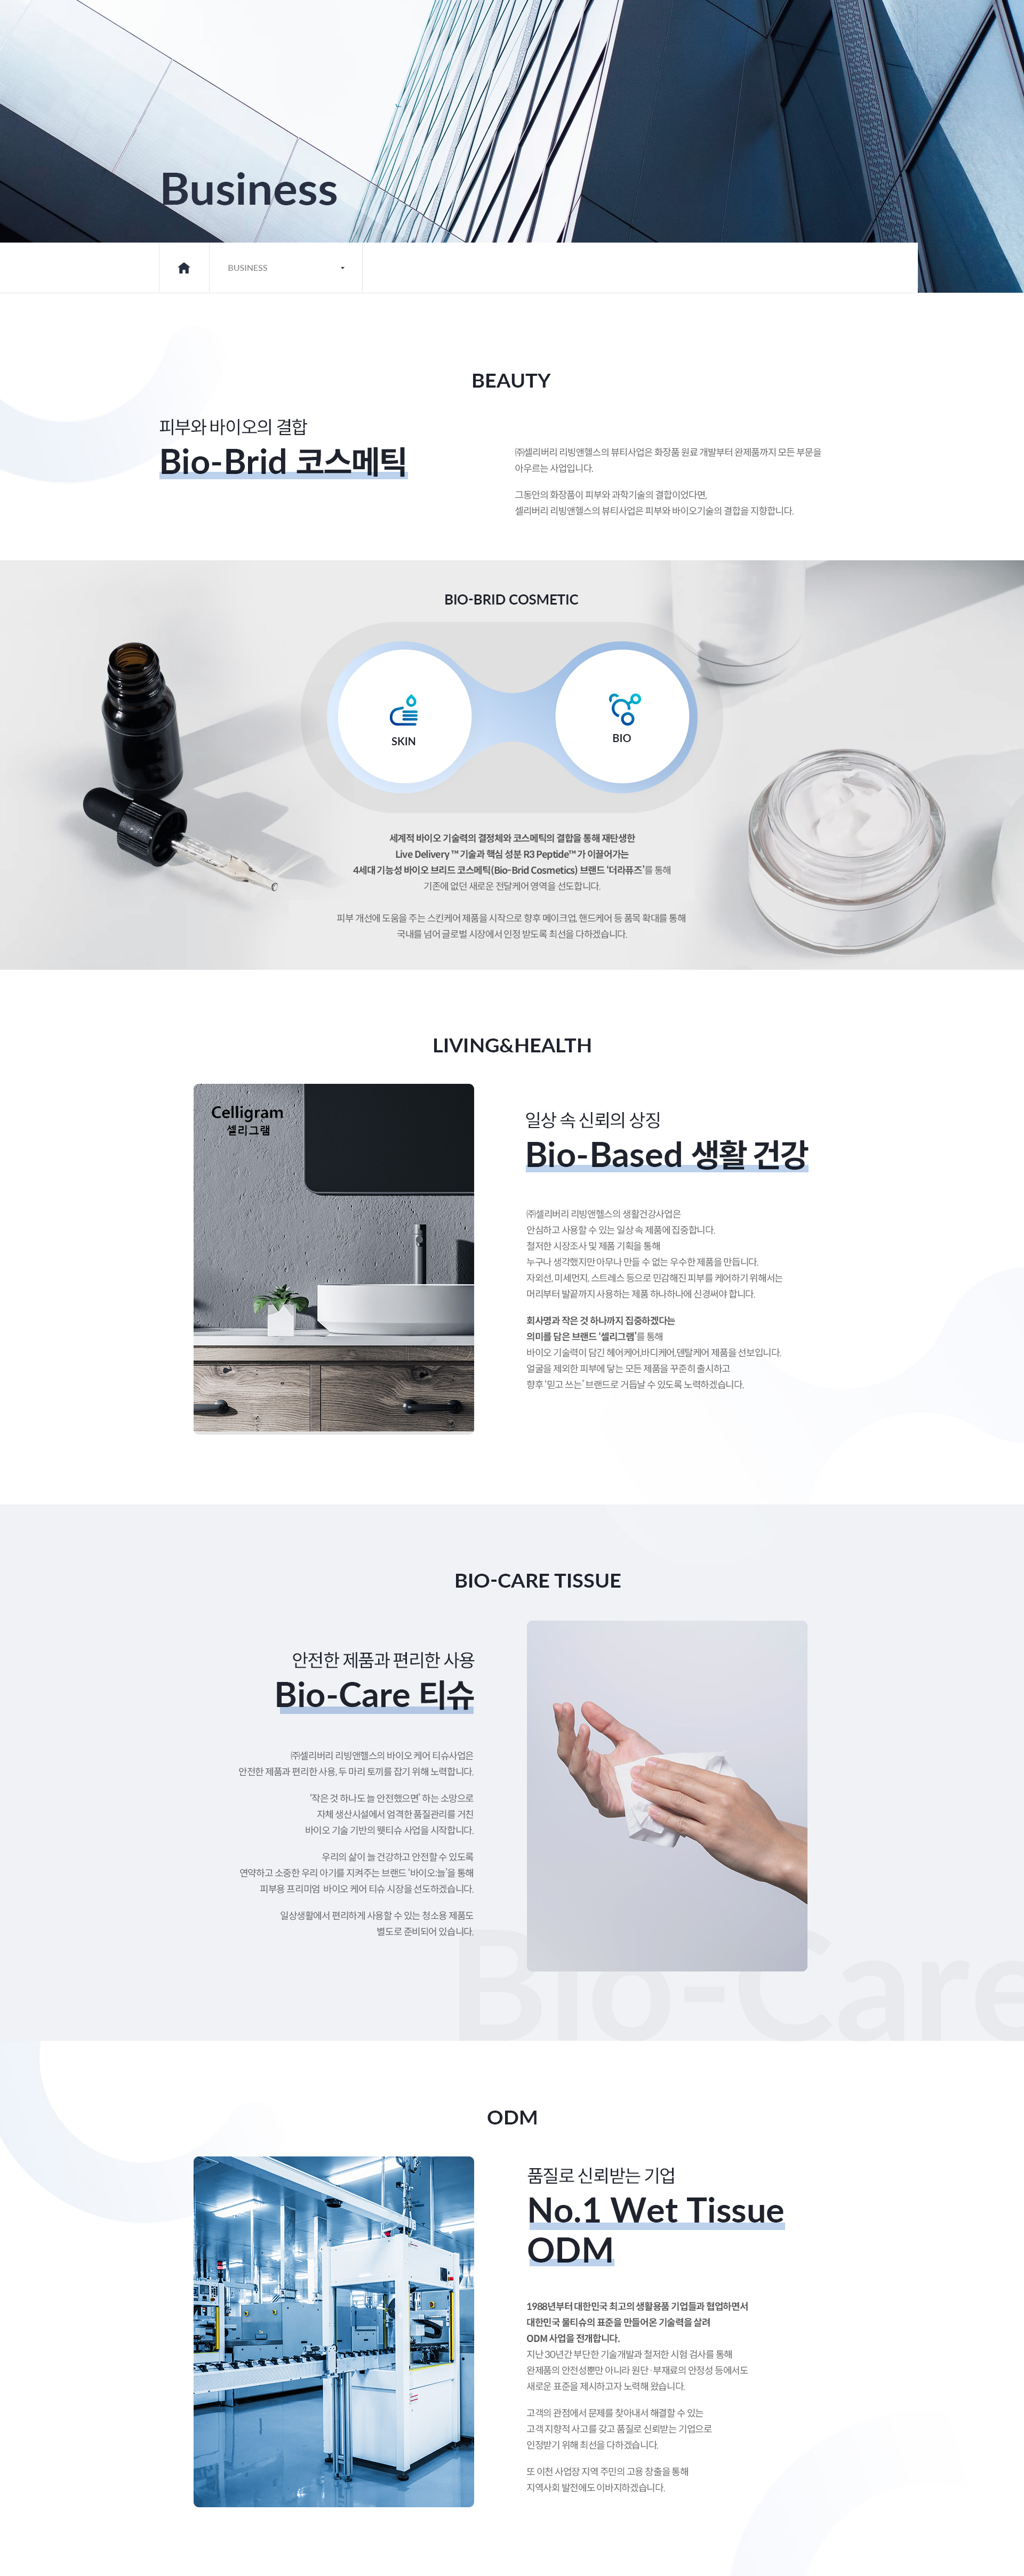 Business
BUSINESS
BEAUTY
피부와 바이오의 결합
Bio-Brid 코스메틱
㈜셀리버리 리빙앤헬스의 뷰티사업은 화장품 원료 개발부터 완제품까지 모든 부문을
아우르는 사업입니다.
그동안의 화장품이 피부와 과학기술의 결합이었다면,
셀리버리 리빙앤헬스의 뷰티사업은 피부와 바이오기술의 결합을 지향합니다.
BIO-BRID COSMETIC
SKIN
BIO
세계적 바이오 기술력의 결정체와 코스메틱의 결합을 통해 재탄생한
Live Delivery ™ 기술과 핵심 성분 R3 Peptide™ 가 이끌어가는
4세대 기능성 바이오 브리드 코스메틱(Bio-Brid Cosmetics) 브랜드 ‘더라퓨즈’를 통해
기존에 없던 새로운 전달케어 영역을 선도합니다.
피부 개선에 도움을 주는 스킨케어 제품을 시작으로 향후 메이크업, 핸드케어 등 품목 확대를 통해
국내를 넘어 글로벌 시장에서 인정 받도록 최선을 다하겠습니다.
LIVING&HEALTH
Celligram
셀리그램
일상 속 신뢰의 상징
Bio-Based 생활 건강
㈜셀리버리 리빙앤헬스의 생활건강사업은
안심하고 사용할 수 있는 일상 속 제품에 집중합니다.
철저한 시장조사 및 제품 기획을 통해
누구나 생각했지만 아무나 만들 수 없는 우수한 제품을 만듭니다.
자외선, 미세먼지, 스트레스 등으로 민감해진 피부를 케어하기 위해서는
머리부터 발끝까지 사용하는 제품 하나하나에 신경써야 합니다.
회사명과 작은 것 하나까지 집중하겠다는
의미를 담은 브랜드 ‘셀리그램’를 통해
바이오 기술력이 담긴 헤어케어,바디케어,덴탈케어 제품을 선보입니다.
얼굴을 제외한 피부에 닿는 모든 제품을 꾸준히 출시하고
향후 ‘믿고 쓰는’ 브랜드로 거듭날 수 있도록 노력하겠습니다.
BIO-CARE TISSUE
안전한 제품과 편리한 사용
Bio-Care 티슈
㈜셀리버리 리빙앤헬스의 바이오 케어 티슈사업은
안전한 제품과 편리한 사용, 두 마리 토끼를 잡기 위해 노력합니다.
‘작은 것 하나도 늘 안전했으면’ 하는 소망으로
자체 생산시설에서 엄격한 품질관리를 거친
바이오 기술 기반의 웻티슈 사업을 시작합니다.
우리의 삶이 늘 건강하고 안전할 수 있도록
연약하고 소중한 우리 아기를 지켜주는 브랜드 ‘바이오:늘’을 통해
피부용 프리미엄 바이오 케어 티슈 시장을 선도하겠습니다.
일상생활에서 편리하게 사용할 수 있는 청소용 제품도
별도로 준비되어 있습니다.
Bio-Care
ODM
품질로 신뢰받는 기업
No.1 Wet Tissue
ODM
1988년부터 대한민국 최고의 생활용품 기업들과 협업하면서
대한민국 물티슈의 표준을 만들어온 기술력을 살려
ODM 사업을 전개합니다.
지난 30년간 부단한 기술개발과 철저한 시험 검사를 통해
완제품의 안전성뿐만 아니라 원단 · 부재료의 안정성 등에서도
새로운 표준을 제시하고자 노력해 왔습니다.
고객의 관점에서 문제를 찾아내서 해결할 수 있는
고객 지향적 사고를 갖고 품질로 신뢰받는 기업으로
인정받기 위해 최선을 다하겠습니다.
또 이천 사업장 지역 주민의 고용 창출을 통해
지역사회 발전에도 이바지하겠습니다.